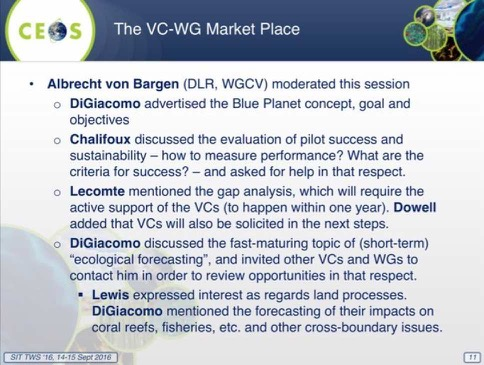 CEOS
The VC-WG Market Place
• Albrecht von Bargen (DLR, WGCV) moderated this session
o DiGiacomo advertised the Blue Planet concept, goal and
objectives
o Chalifoux discussed the evaluation of pilot success and
sustainability – how to measure performance? What are the
criteria for success? – and asked for help in that respect.
o Lecomte mentioned the gap analysis, which will require the
active support of the VCs (to happen within one year). Dowell
added that VCs will also be solicited in the next steps.
o DiGiacomo discussed the fast-maturing topic of (short-term)
“ecological forecasting”, and invited other VCs and WGs to
contact him in order to review opportunities in that respect.
▪ Lewis expressed interest as regards land processes.
DiGiacomo mentioned the forecasting of their impacts on
coral reefs, fisheries, etc. and other cross-boundary issues.
SIT TWS '16, 14-15 Sept 2016
11